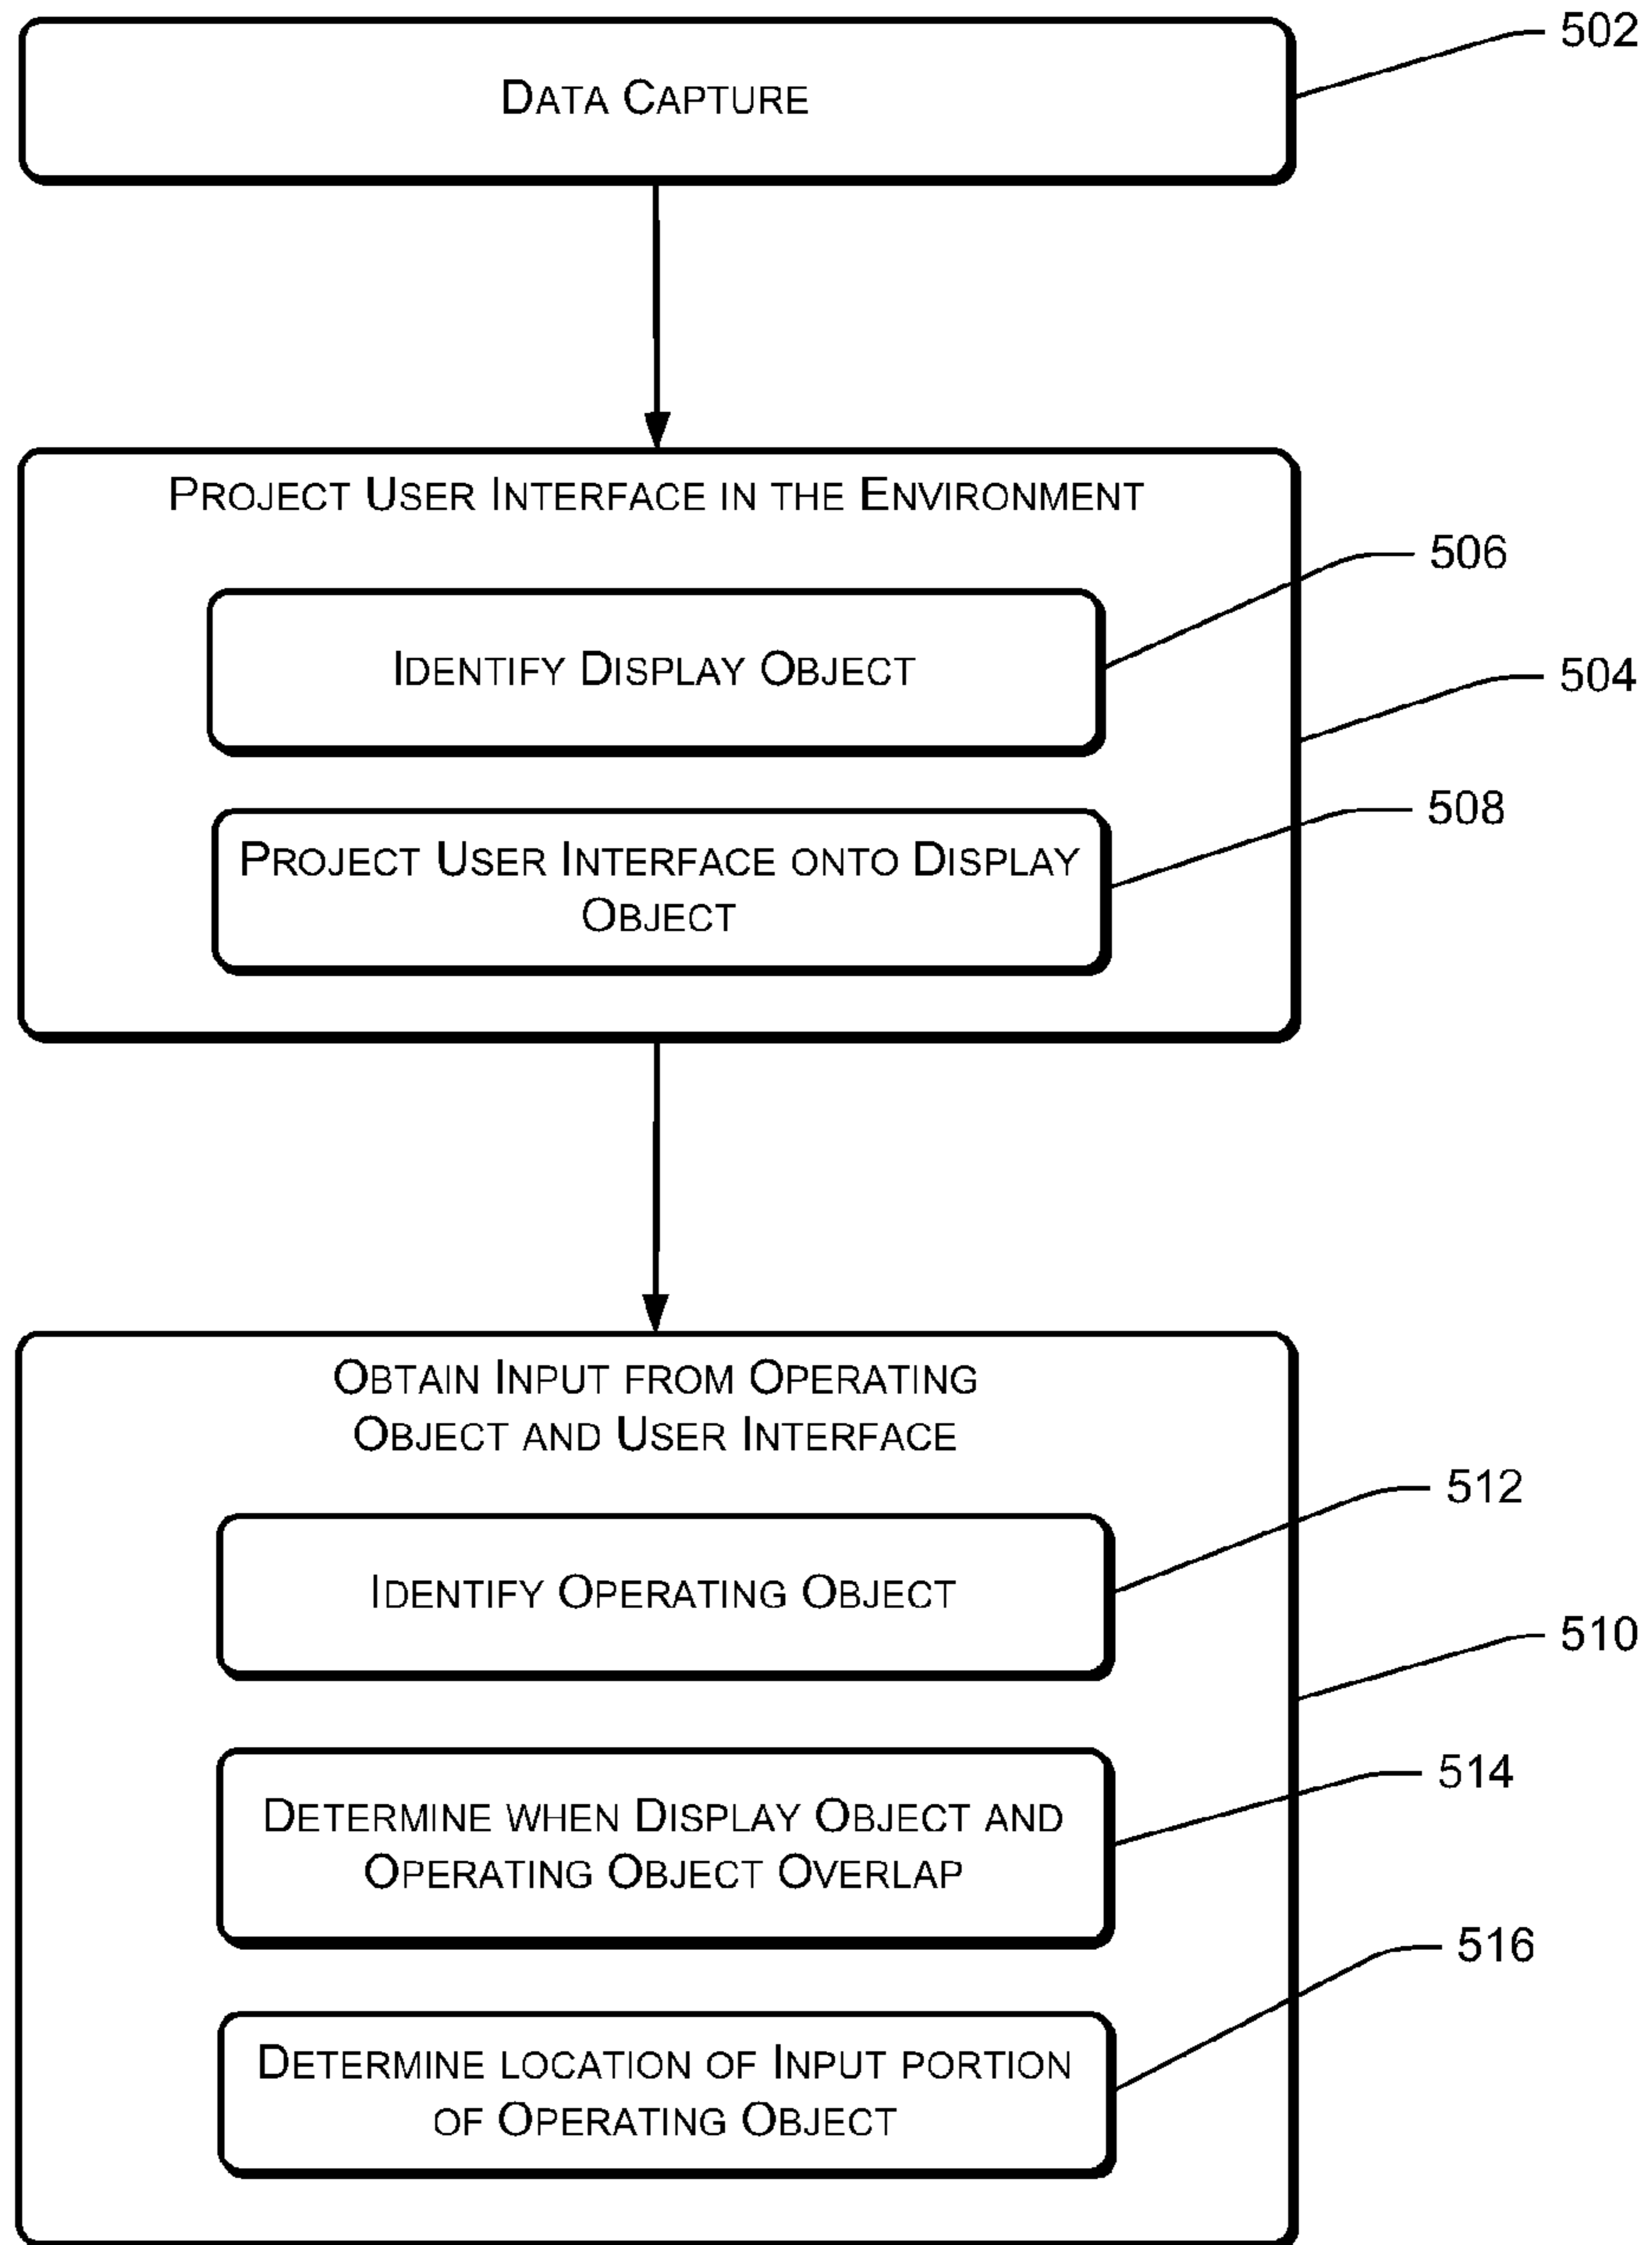 502
DATA CAPTURE
PROJECT USER INTERFACE IN THE ENVIRONMENT
506
IDENTIFY DISPLAY OBJECT
504
508
PROJECT USER INTERFACE ONTO DISPLAY
OBJECT
OBTAIN INPUT FROM OPERATING
OBJECT AND USER INTERFACE
512
IDENTIFY OPERATING OBJECT
510
514
DETERMINE WHEN DISPLAY OBJECT AND
OPERATING OBJECT OVERLAP
516
DETERMINE LOCATION OF INPUT PORTION
OF OPERATING OBJECT